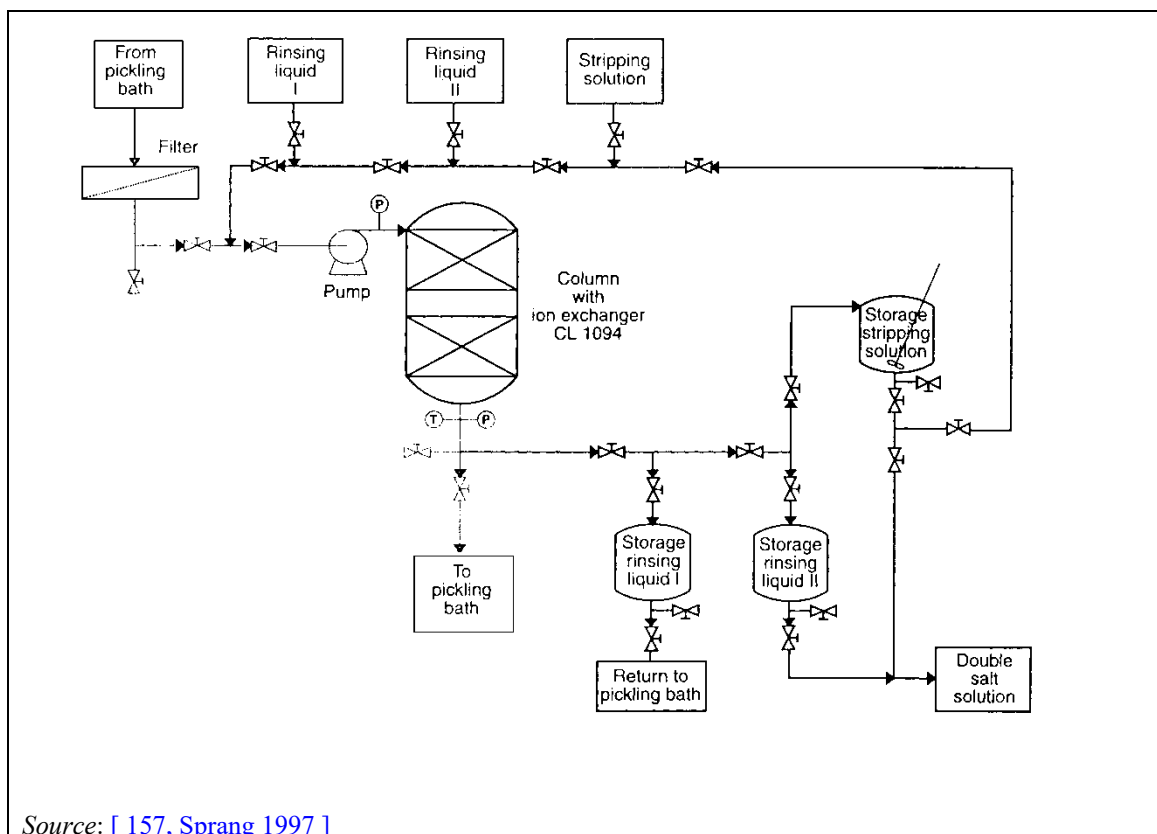 From
pickling
bath
Rinsing
liquid
I
Rinsing
liquid
II
Stripping
solution
Filter
P
Pump
Column
with
ion exchanger
CL 1094
Storage
stripping
solution
T
P
To
pickling
bath
Storage
rinsing
liquid I
Storage
rinsing
liquid II
Return to
pickling bath
Double
salt
solution
Source: [ 157, Sprang 1997 ]